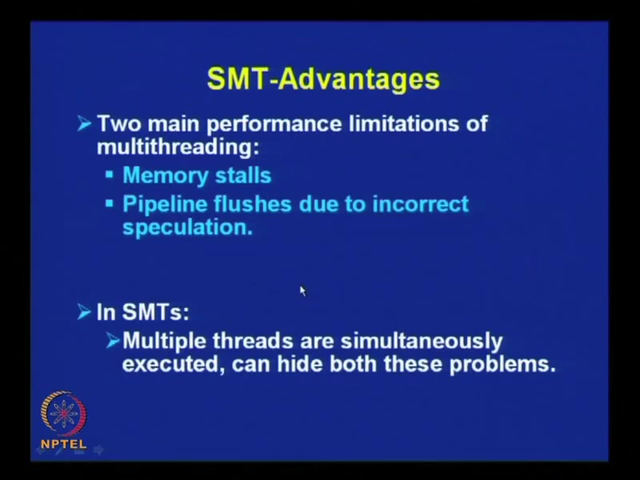 SMT-Advantages
Two main performance limitations of
multithreading:
Memory stalls
Pipeline flushes due to incorrect
speculation.
In SMTs:
Multiple threads are simultaneously
executed, can hide both these problems.
NPTEL